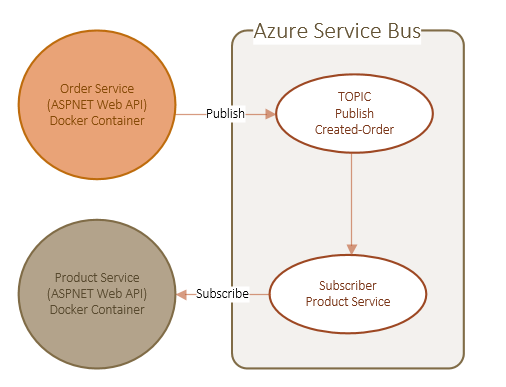 Azure Service Bus
Order Service
(ASPNET Web API)
Docker Container
Publish
TOPIC
Publish
Created-Order
Product Service
(ASPNET Web API)
Docker Container
Subscribe
Subscriber
Product Service